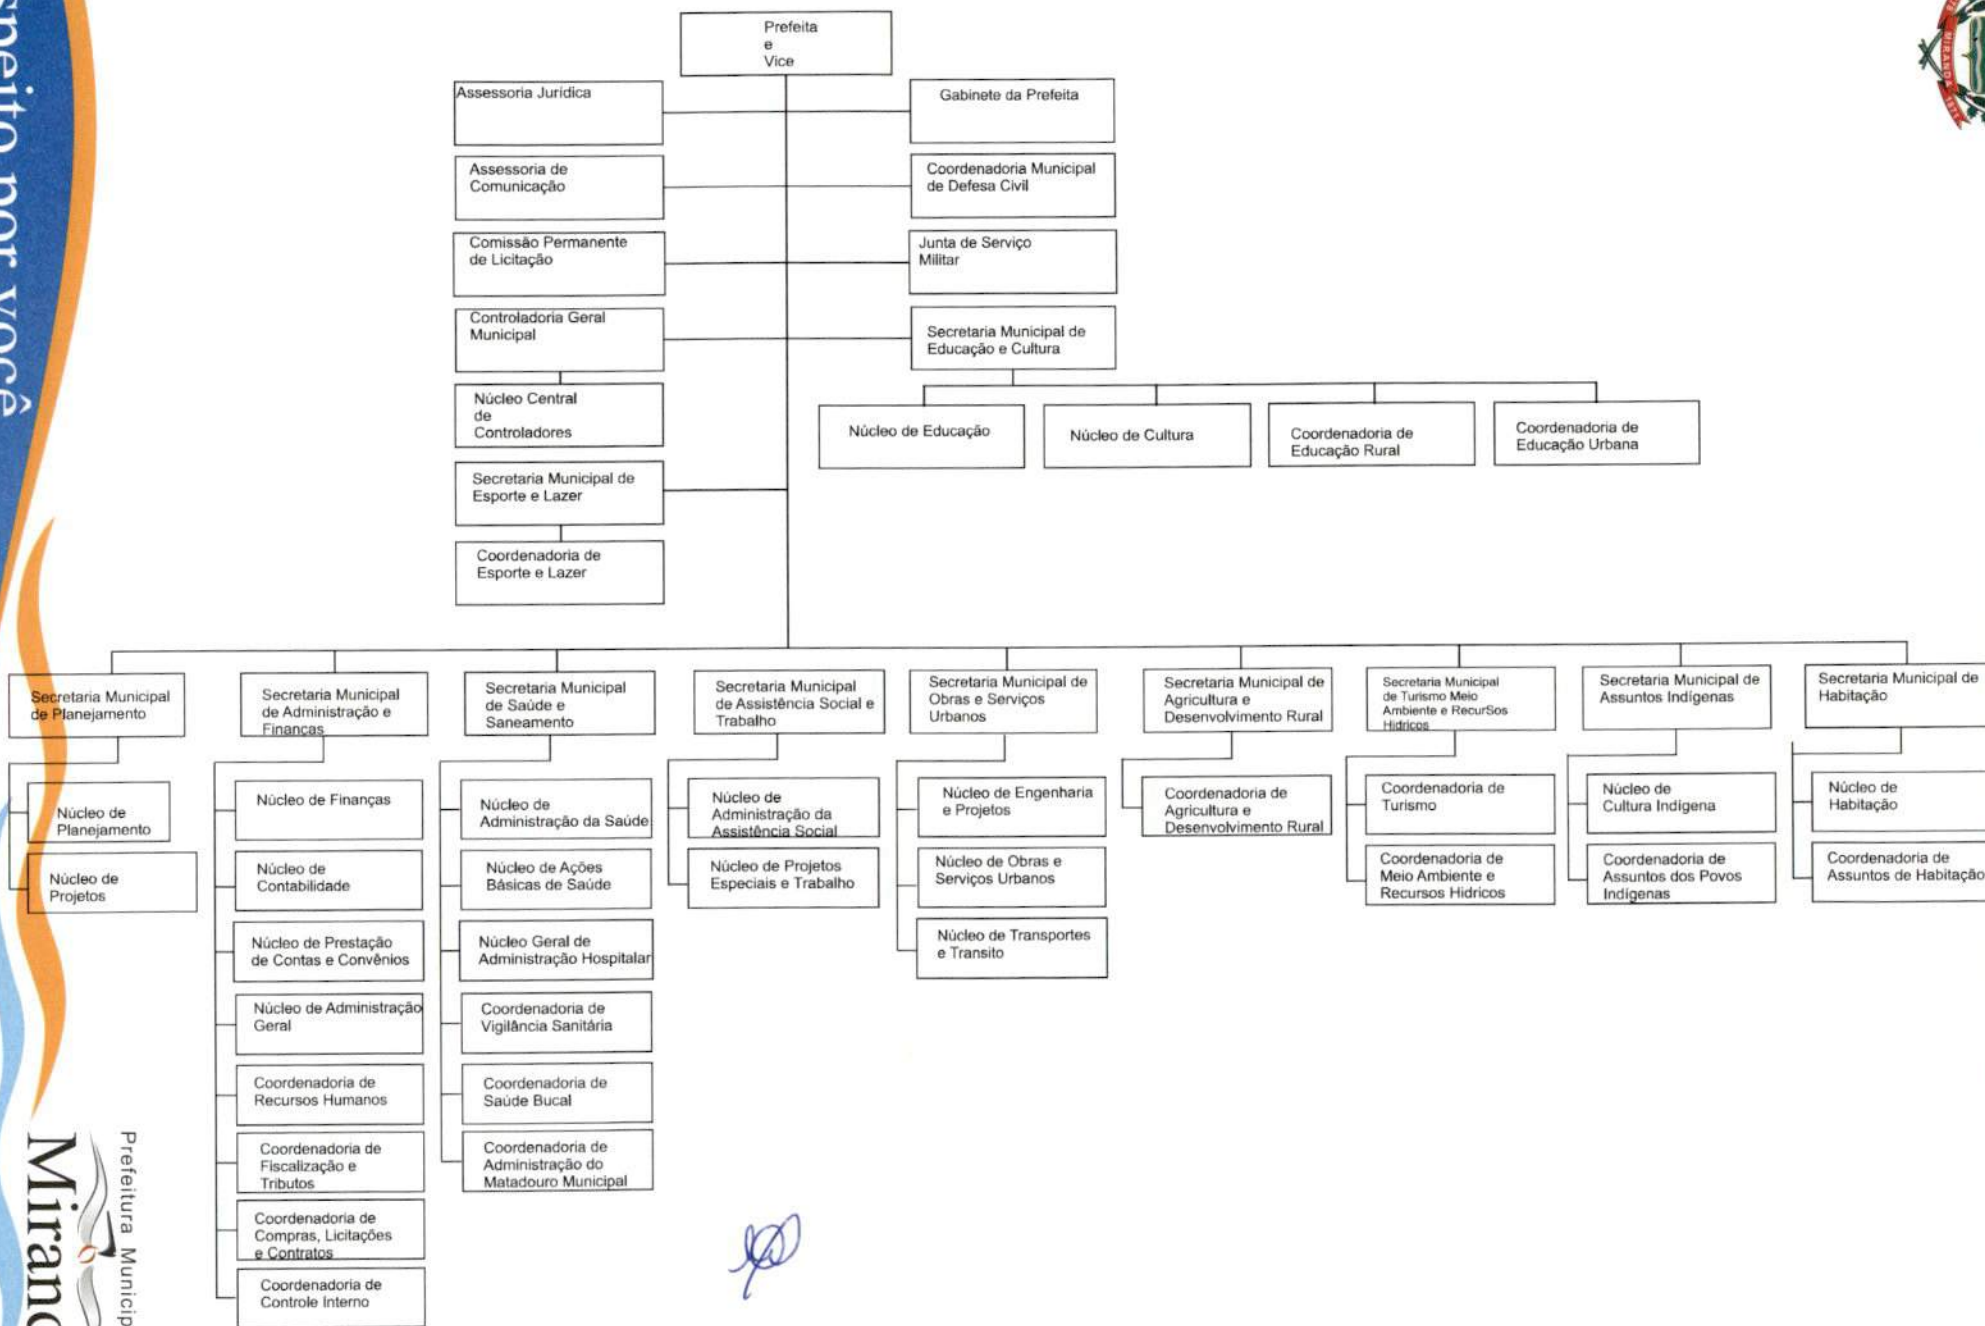 Prefeita
e
Vice
Assessoria Jurídica
Gabinete da Prefeita
Assessoria de
Comunicação
Coordenadoria Municipal
de Defesa Civil
Comissão Permanente
de Licitação
Junta de Serviço
Militar
Controladoria Geral
Municipal
Secretaria Municipal de
Educação e Cultura
Núcleo Central
de
Controladores
Núcleo de Educação
Núcleo de Cultura
Coordenadoria de
Educação Rural
Coordenadoria de
Educação Urbana
Secretaria Municipal de
Esporte e Lazer
Coordenadoria de
Esporte e Lazer
Secretaria Municipal
de Planejamento
Núcleo de
Planejamento
Núcleo de
Projetos
Secretaria Municipal
de Administração e
Finanças
Núcleo de Finanças
Núcleo de
Contabilidade
Núcleo de Prestação
de Contas e Convênios
Núcleo de Administração
Geral
Coordenadoria de
Recursos Humanos
Coordenadoria de
Fiscalização e
Tributos
Coordenadoria de
Compras, Licitações
e Contratos
Coordenadoria de
Controle Interno
Secretaria Municipal
de Saúde e
Saneamento
Núcleo de
Administração da Saúde
Núcleo de Ações
Básicas de Saúde
Núcleo Geral de
Administração Hospitalar
Coordenadoria de
Vigilância Sanitária
Coordenadoria de
Saúde Bucal
Coordenadoria de
Administração do
Matadouro Municipal
Secretaria Municipal
de Assistência Social e
Trabalho
Núcleo de
Administração da
Assistência Social
Núcleo de Projetos
Especiais e Trabalho
Secretaria Municipal de
Obras e Serviços
Urbanos
Núcleo de Engenharia
e Projetos
Núcleo de Obras e
Serviços Urbanos
Núcleo de Transportes
e Transito
Secretaria Municipal de
Agricultura e
Desenvolvimento Rural
Coordenadoria de
Agricultura e
Desenvolvimento Rural
Secretaria Municipal
de Turismo Meio
Ambiente e RecurSos
Hidricos
Coordenadoria de
Turismo
Coordenadoria de
Meio Ambiente e
Recursos Hidricos
Secretaria Municipal de
Assuntos Indígenas
Núcleo de
Cultura Indígena
Coordenadoria de
Assuntos dos Povos
Indígenas
Secretaria Municipal de
Habitação
Núcleo de
Habitação
Coordenadoria de
Assuntos de Habitação
speito por você
Prefeitura Municip
Miran
MIRANDA